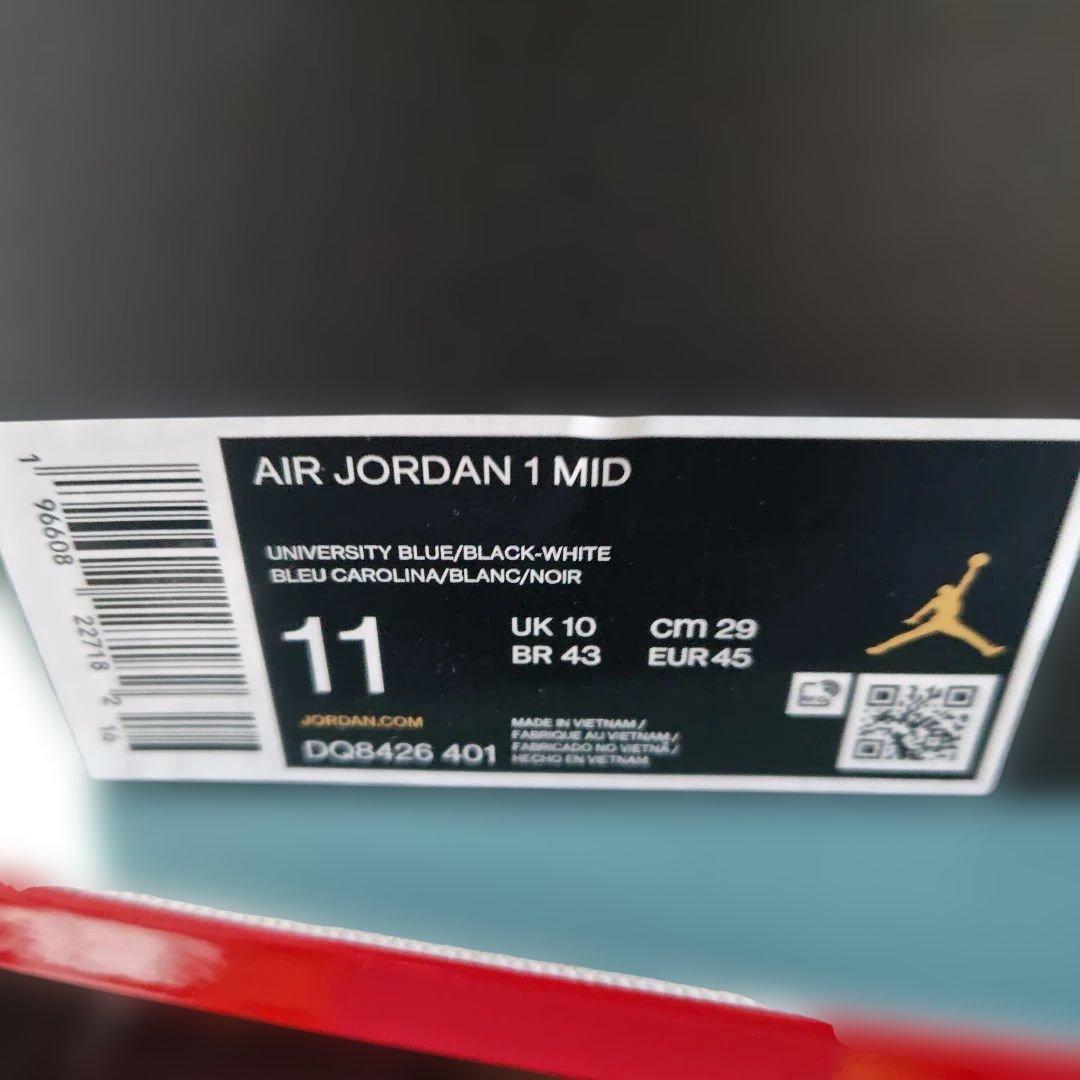 AIR JORDAN 1 MID
UNIVERSITY BLUE/BLACK-WHITE
BLEU CAROLINA/BLANC/NOIR
11
UK 10
cm 29
BR 43
EUR 45
JORDAN.COM
DQ8426 401
MADE IN VIETNAM /
FABRIQUE AU VIETNAM /
FABRICADO NO VIETNÃ /
HECHO EN VIETNAM
1 96608 22718 2 16